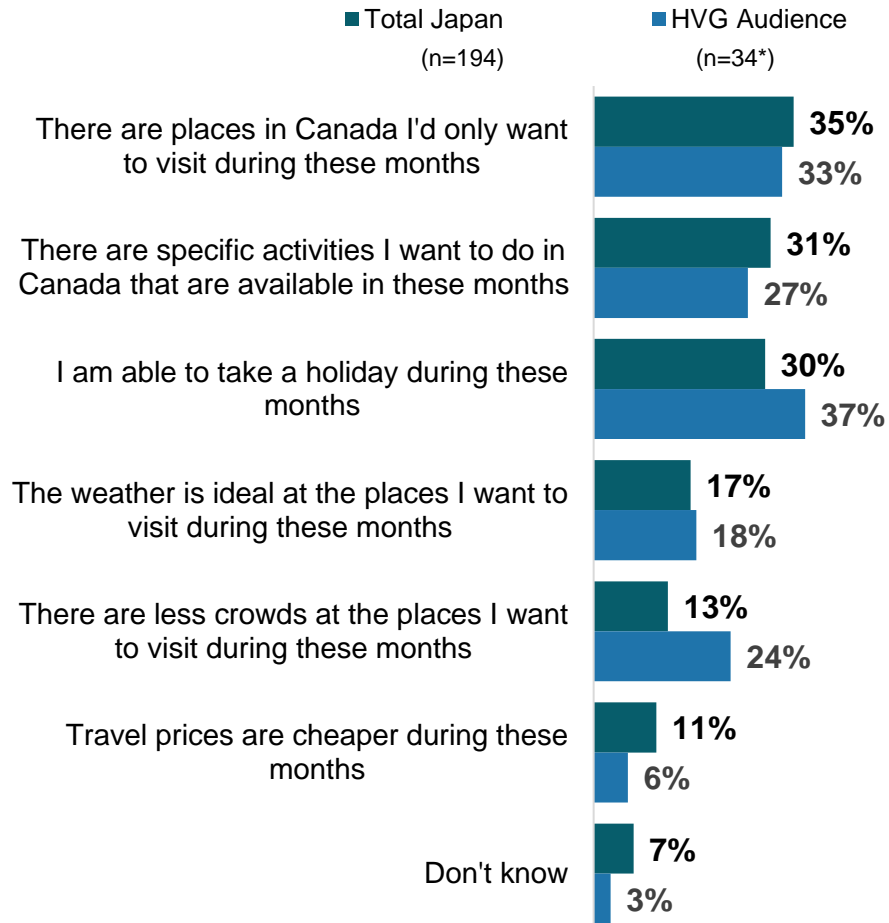 Total Japan
(n=194)
HVG Audience
(n=34*)
There are places in Canada I'd only want
to visit during these months
35%
33%
There are specific activities I want to do in
Canada that are available in these months
31%
27%
I am able to take a holiday during these
months
30%
37%
The weather is ideal at the places I want to
visit during these months
17%
18%
There are less crowds at the places I want
to visit during these months
13%
24%
Travel prices are cheaper during these
months
11%
6%
Don't know
7%
3%